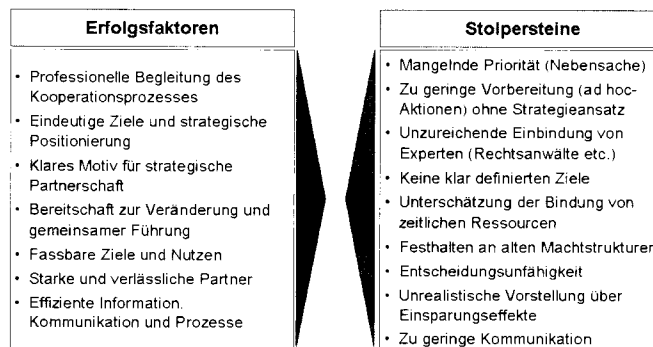 Erfolgsfaktoren
• Professionelle Begleitung des
Kooperationsprozesses
• Eindeutige Ziele und strategische
Positionierung
• Klares Motiv für strategische
Partnerschaft
• Bereitschaft zur Veränderung und
gemeinsamer Führung
• Fassbare Ziele und Nutzen
• Starke und verlässliche Partner
• Effiziente Information.
Kommunikation und Prozesse
Stolpersteine
• Mangelnde Priorität (Nebensache)
• Zu geringe Vorbereitung (ad hoc-
Aktionen) ohne Strategieansatz
• Unzureichende Einbindung von
Experten (Rechtsanwälte etc.)
• Keine klar definierten Ziele
• Unterschätzung der Bindung von
zeitlichen Ressourcen
• Festhalten an alten Machtstrukturen
• Entscheidungsunfähigkeit
• Unrealistische Vorstellung über
Einsparungseffekte
• Zu geringe Kommunikation